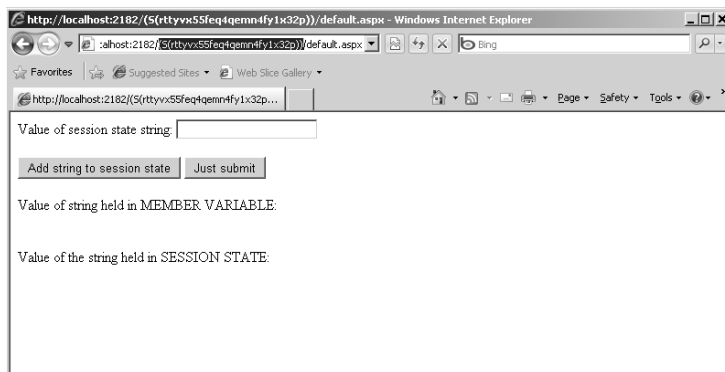 http://localhost:2182/(S(rttyvx55feq4qemn4fy1x32p))/default.aspx - Windows Internet Explorer
:alhost:2182/(S(rttyvx55feq4qemn4fy1x32p))/default.aspx
Bing
Favorites
Suggested Sites
Web Slice Gallery
http://localhost:2182/(S(rttyvx55feq4qemn4fy1x32p...
Page
Safety
Tools
Value of session state string:
Add string to session state
Just submit
Value of string held in MEMBER VARIABLE:
Value of the string held in SESSION STATE: